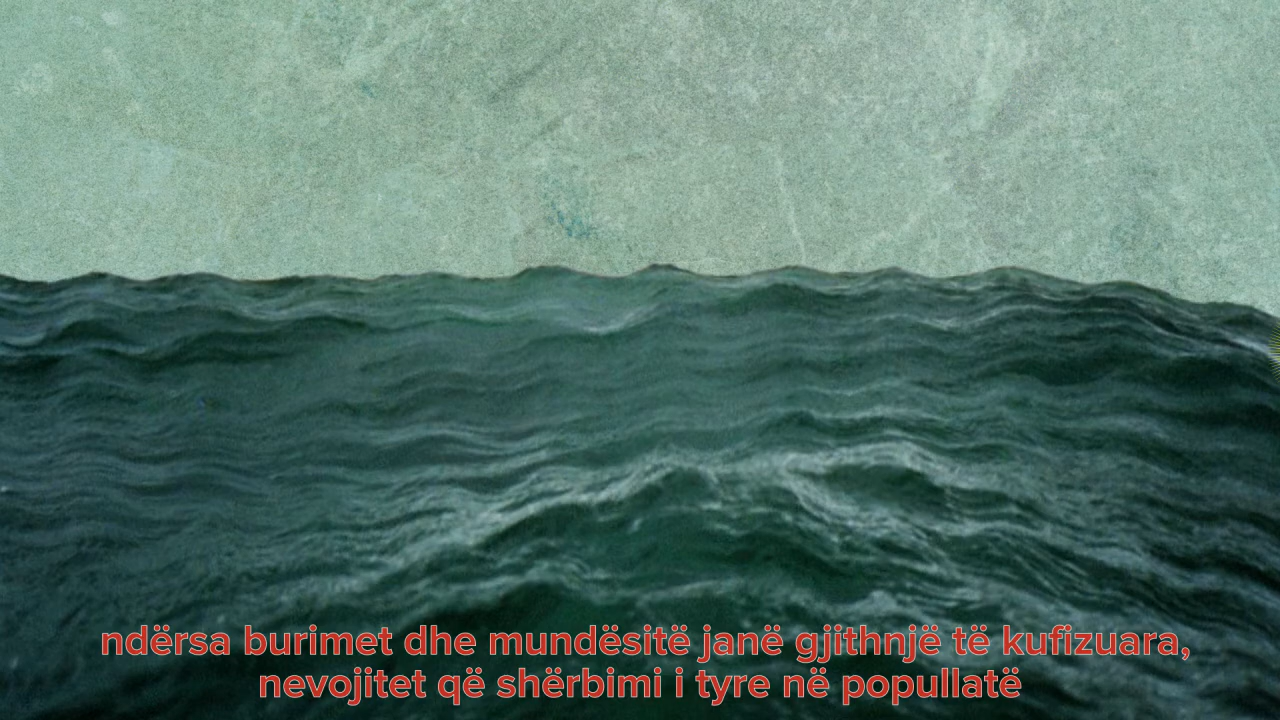 ndërsa burimet dhe mundësitë janë gjithnjë të kufizuara,
nevojitet që shërbimi i tyre në popullatë